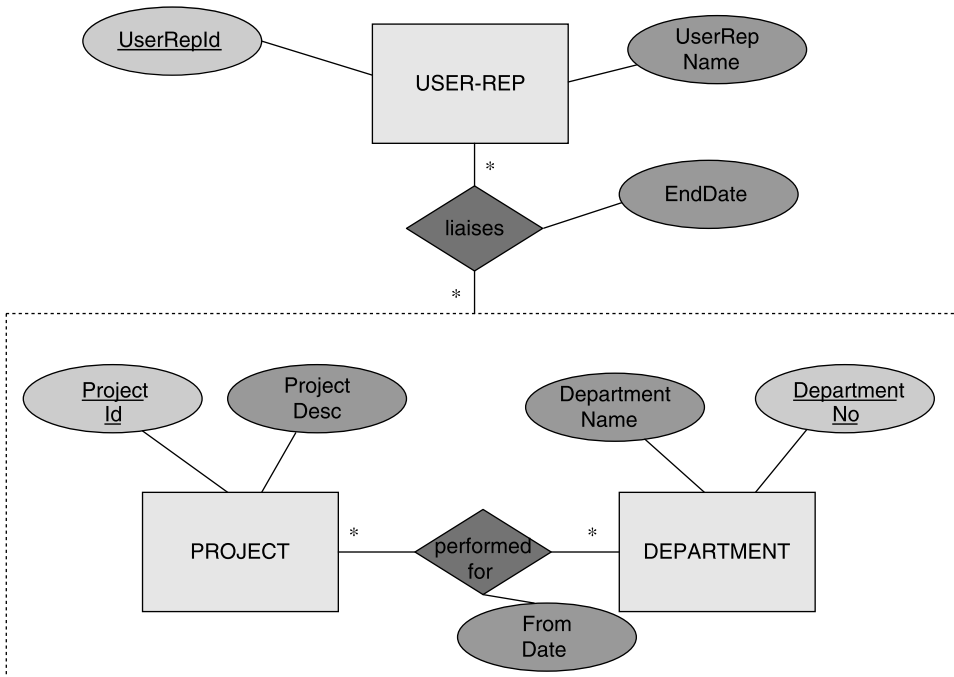 UserRepId
USER-REP
UserRep
Name
*
liaises
EndDate
*
Project
Id
Project
Desc
Department
Name
Department
No
PROJECT
*
performed
for
*
DEPARTMENT
From
Date